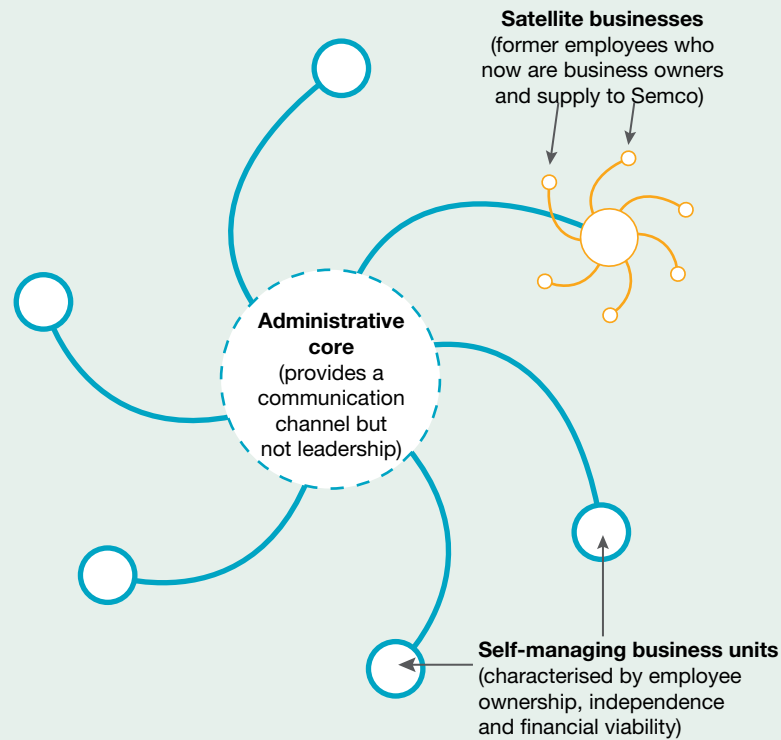 Satellite businesses
(former employees who
now are business owners
and supply to Semco)
Administrative
core
(provides a
communication
channel but
not leadership)
Self-managing business units
(characterised by employee
ownership, independence
and financial viability)